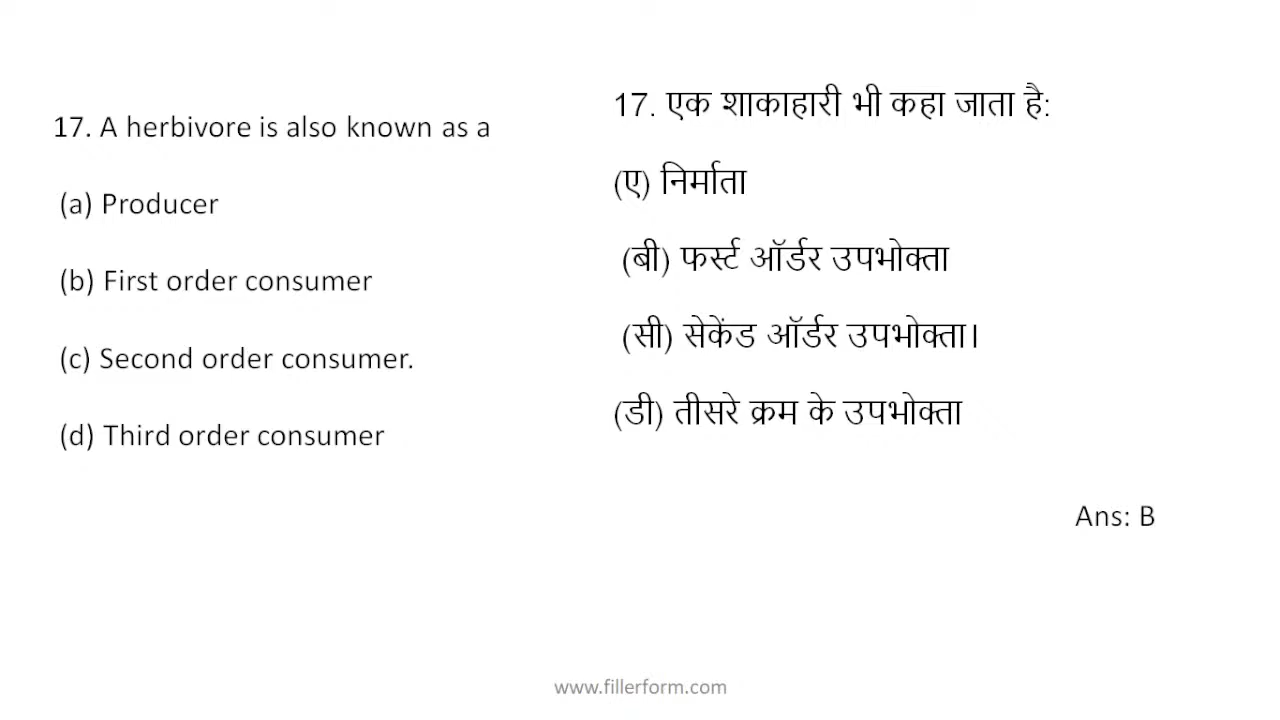 17. A herbivore is also known as a
(a) Producer
(b) First order consumer
(c) Second order consumer.
(d) Third order consumer
17. एक शाकाहारी भी कहा जाता है:
(ए) निर्माता
(बी) फर्स्ट ऑर्डर उपभोक्ता
(सी) सेकेंड ऑर्डर उपभोक्ता।
(डी) तीसरे क्रम के उपभोक्ता
Ans: B
www.fillerform.com